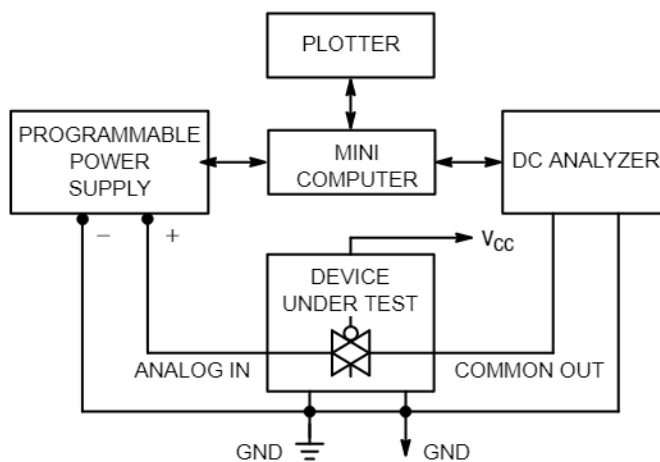 PLOTTER
PROGRAMMABLE
POWER
SUPPLY
MINI
COMPUTER
DC ANALYZER
− +
VCC
DEVICE
UNDER TEST
ANALOG IN
COMMON OUT
GND
GND